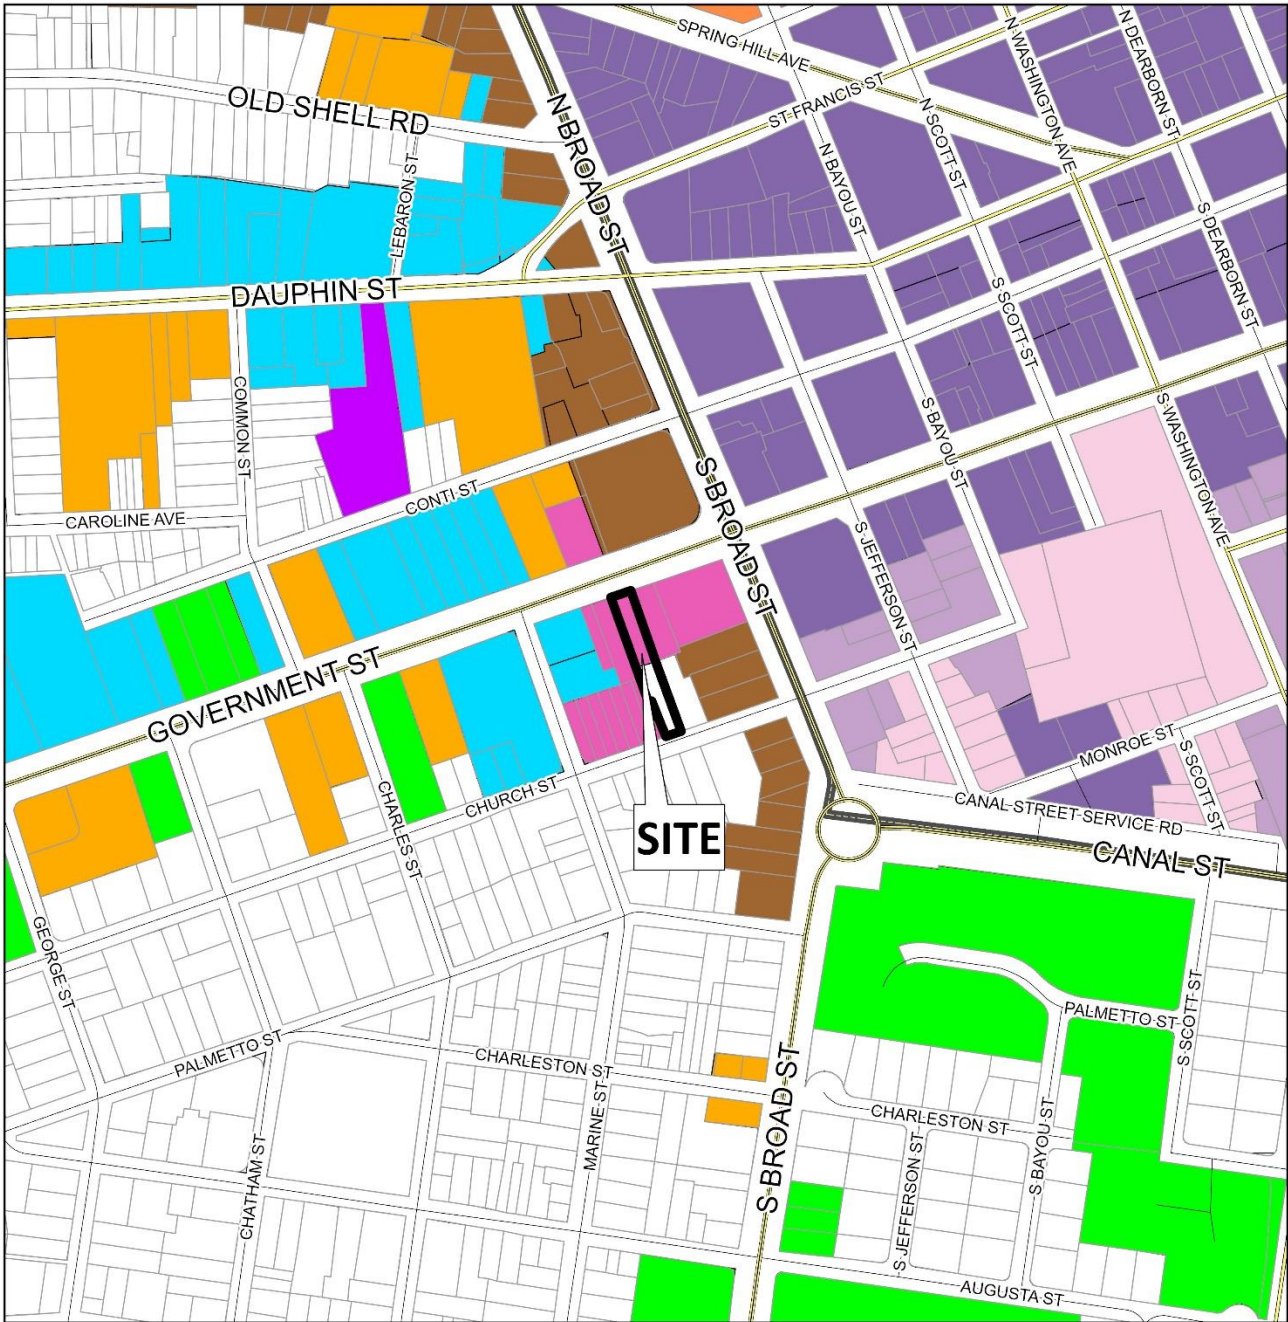 SPRING HILL AVE
N WASHINGTON AVE
N DEARBORN ST
OLD SHELL RD
N BROAD ST
ST FRANCIS ST
N SCOTT ST
N BAYOU ST
LEBARON ST
S DEARBORN ST
DAUPHIN ST
S SCOTT ST
COMMON ST
S BAYOU ST
S WASHINGTON AVE
CONTI ST
S BROAD ST
CAROLINE AVE
S JEFFERSON ST
GOVERNMENT ST
MONROE ST
S SCOTT ST
CHARLES ST
CHURCH ST
CANAL STREET SERVICE RD
SITE
CANAL ST
GEORGE ST
S SCOTT ST
PALMETTO ST
PALMETTO ST
CHARLESTON ST
MARINE ST
S BROAD ST
CHARLESTON ST
S BAYOU ST
S JEFFERSON ST
CHATHAM ST
AUGUSTA ST